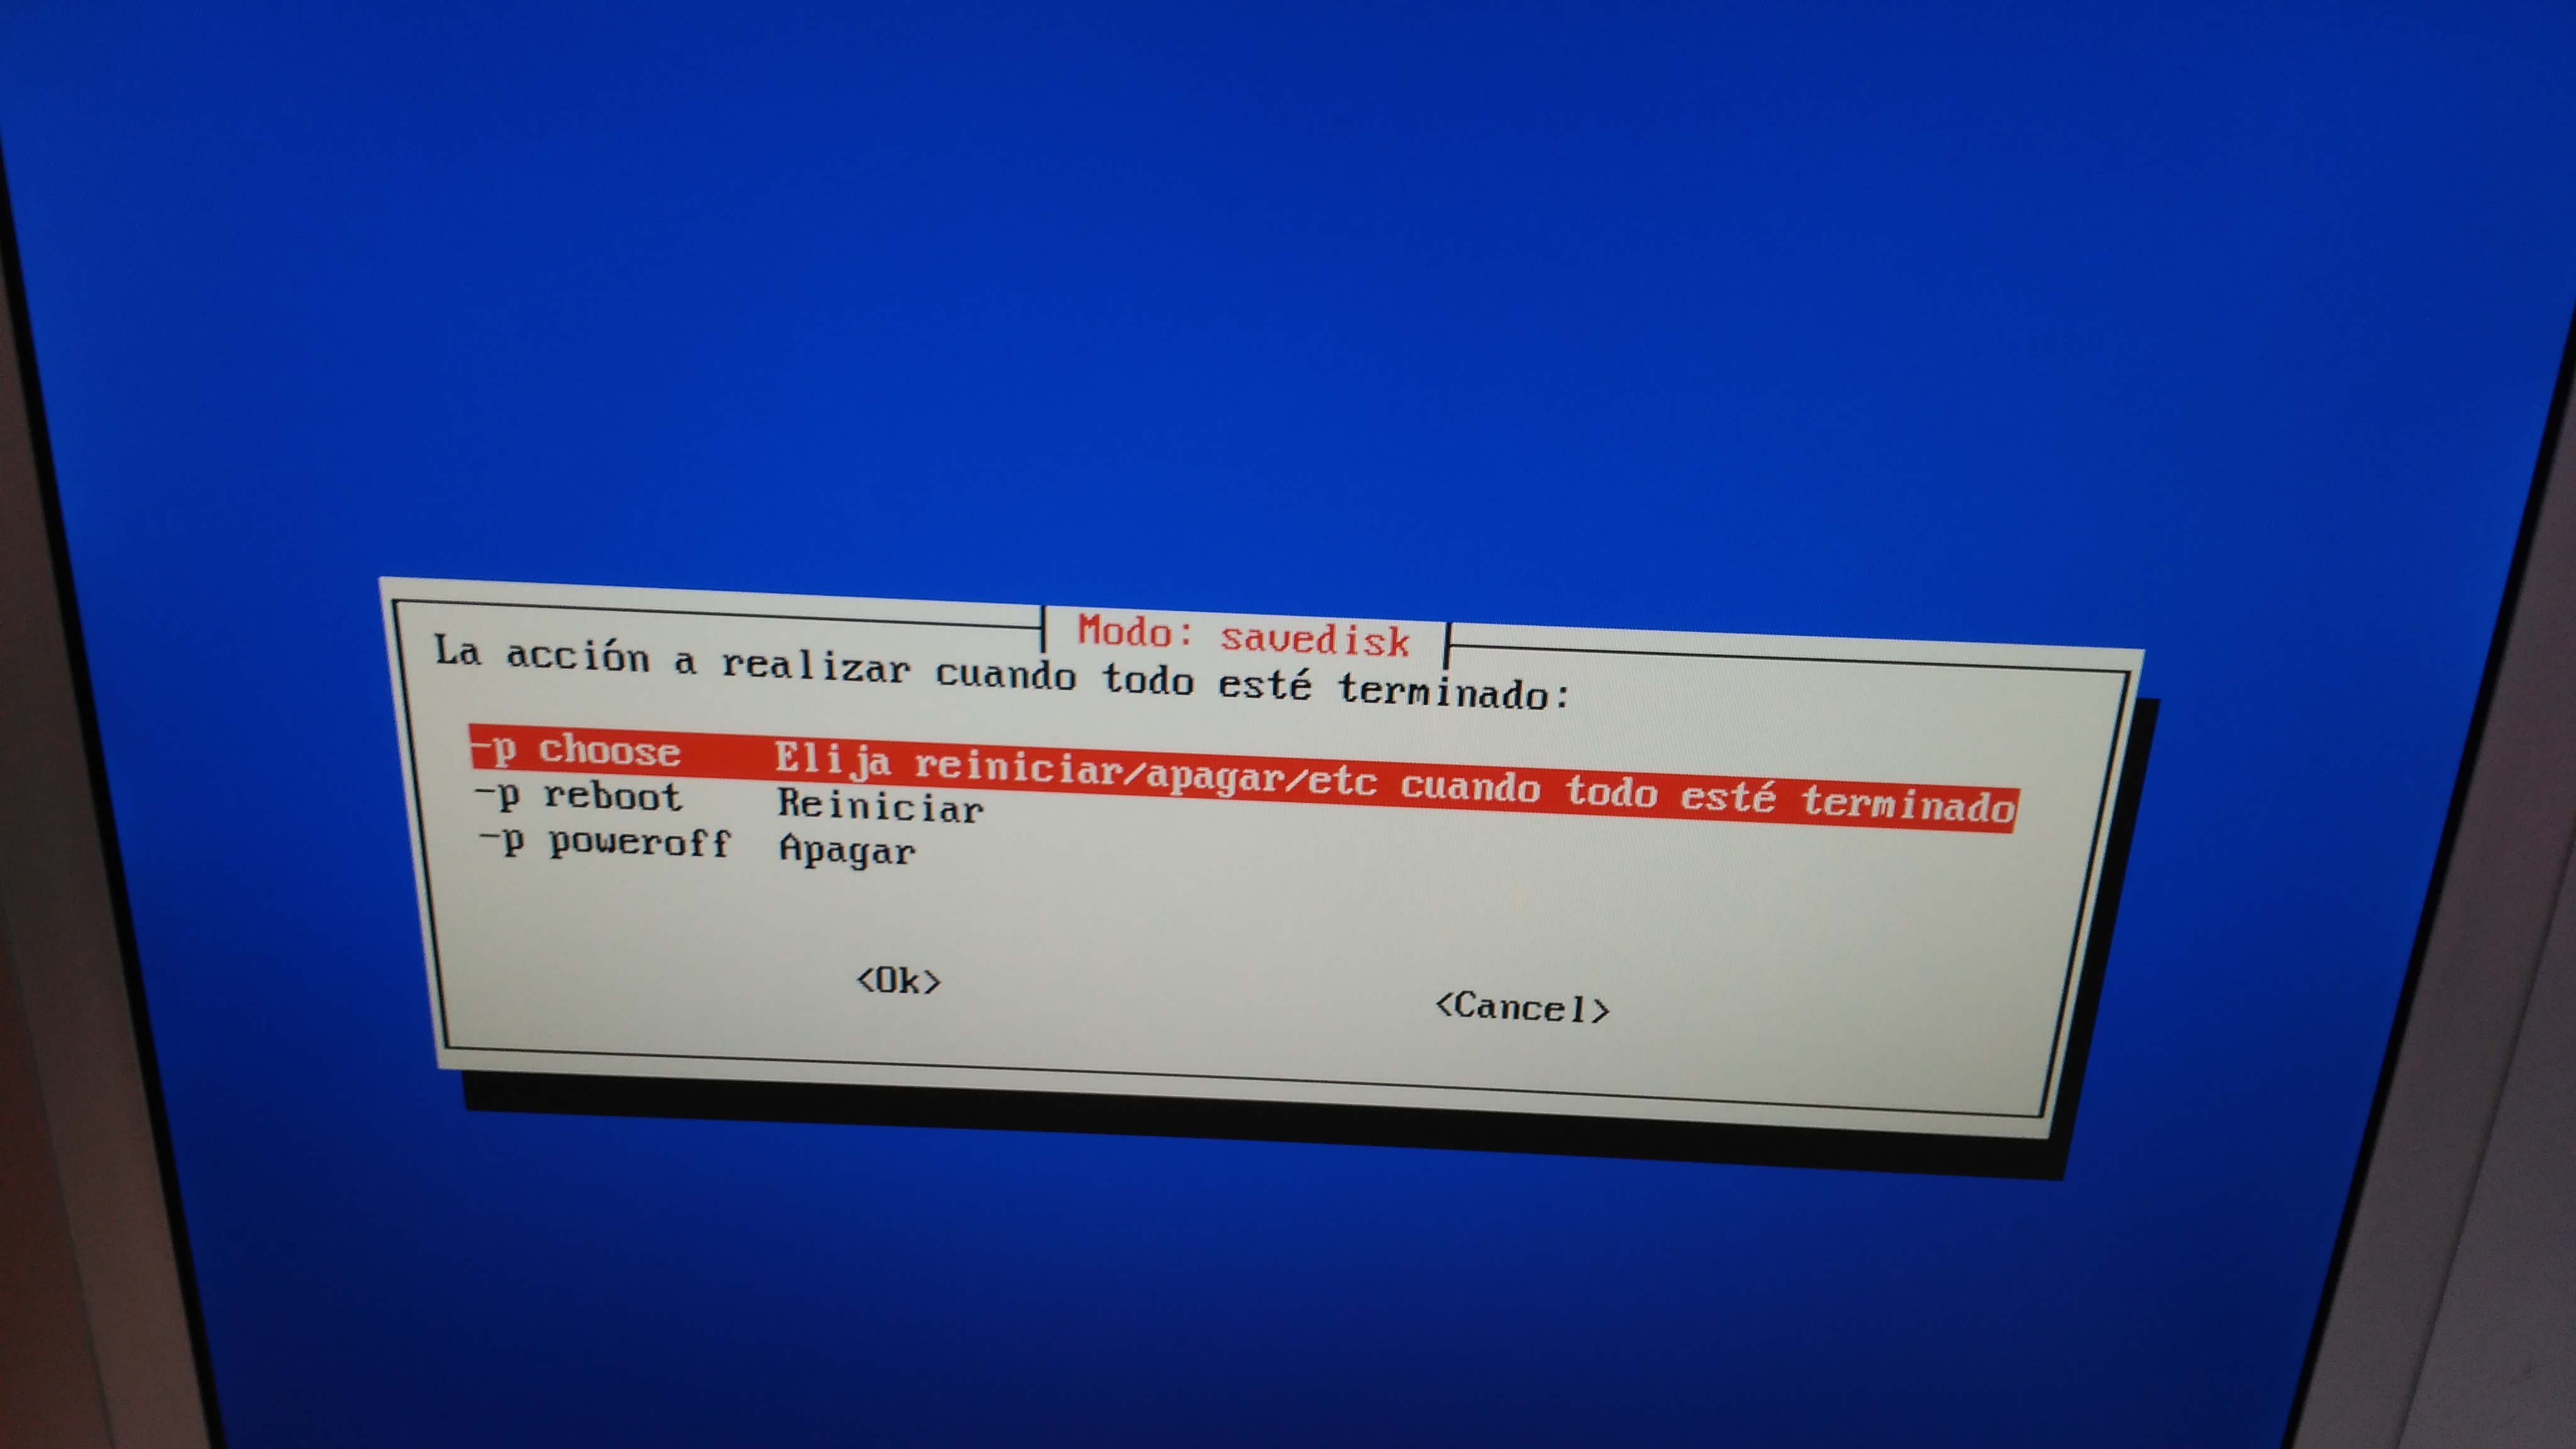 Modo: savedisk
La acción a realizar cuando todo esté terminado:
-p choose Elija reiniciar/apagar/etc cuando todo esté terminado
-p reboot Reiniciar
-p poweroff Apagar
<Ok> <Cancel>